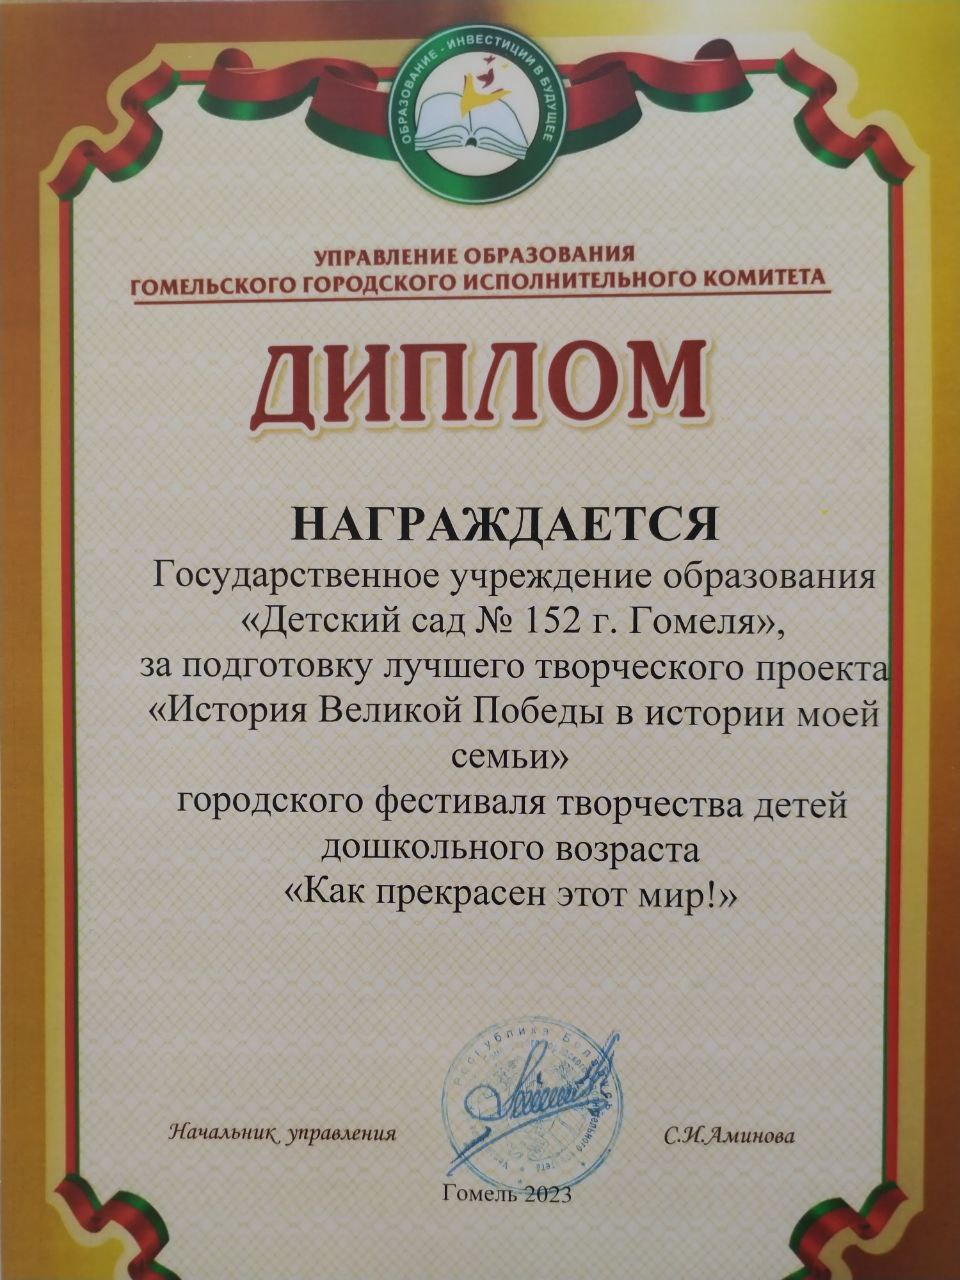 ОБРАЗОВАНИЕ - ИНВЕСТИЦИИ В БУДУЩЕЕ
УПРАВЛЕНИЕ ОБРАЗОВАНИЯ
ГОМЕЛЬСКОГО ГОРОДСКОГО ИСПОЛНИТЕЛЬНОГО КОМИТЕТА
ДИПЛОМ
НАГРАЖДАЕТСЯ
Государственное учреждение образования
«Детский сад № 152 г. Гомеля»,
за подготовку лучшего творческого проекта
«История Великой Победы в истории моей
семьи»
городского фестиваля творчества детей
дошкольного возраста
«Как прекрасен этот мир!»
Республика Беларусь
Начальник управления
С.И.Аминова
Гомель 2023